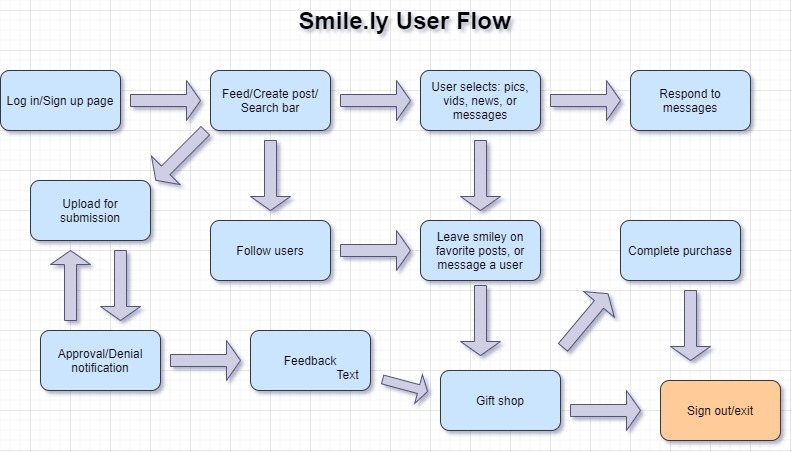 Smile.ly User Flow
Log in/Sign up page
Feed/Create post/
Search bar
User selects: pics,
vids, news, or
messages
Respond to
messages
Upload for
submission
Follow users
Leave smiley on
favorite posts, or
message a user
Complete purchase
Approval/Denial
notification
Feedback
Text
Gift shop
Sign out/exit